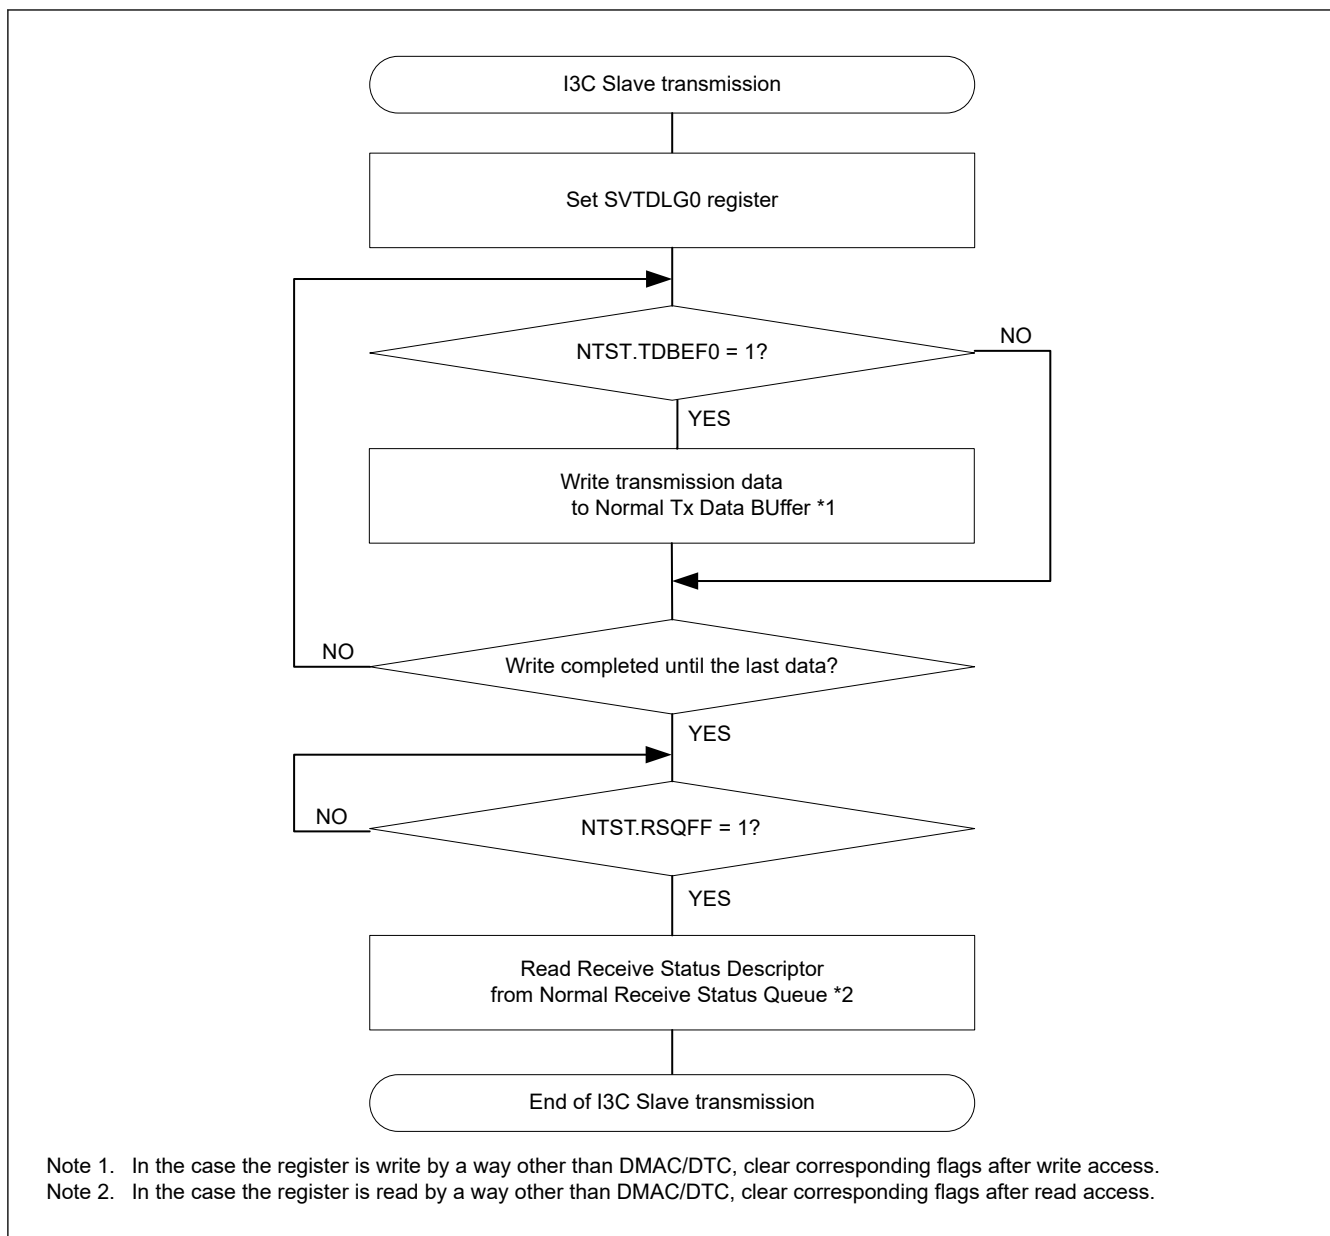 I3C Slave transmission
Set SVTDLG0 register
NTST.TDBEF0 = 1?
NO
YES
Write transmission data
to Normal Tx Data BUffer *1
NO
Write completed until the last data?
YES
NO
NTST.RSQFF = 1?
YES
Read Receive Status Descriptor
from Normal Receive Status Queue *2
End of I3C Slave transmission
Note 1. In the case the register is write by a way other than DMAC/DTC, clear corresponding flags after write access.
Note 2. In the case the register is read by a way other than DMAC/DTC, clear corresponding flags after read access.